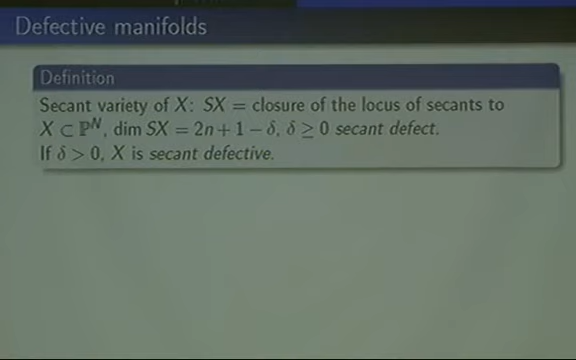 Defective manifolds
Definition
Secant variety of X: SX = closure of the locus of secants to
X ⊂ ℙᴺ, dim SX = 2n + 1 − δ, δ ≥ 0 secant defect.
If δ > 0, X is secant defective.